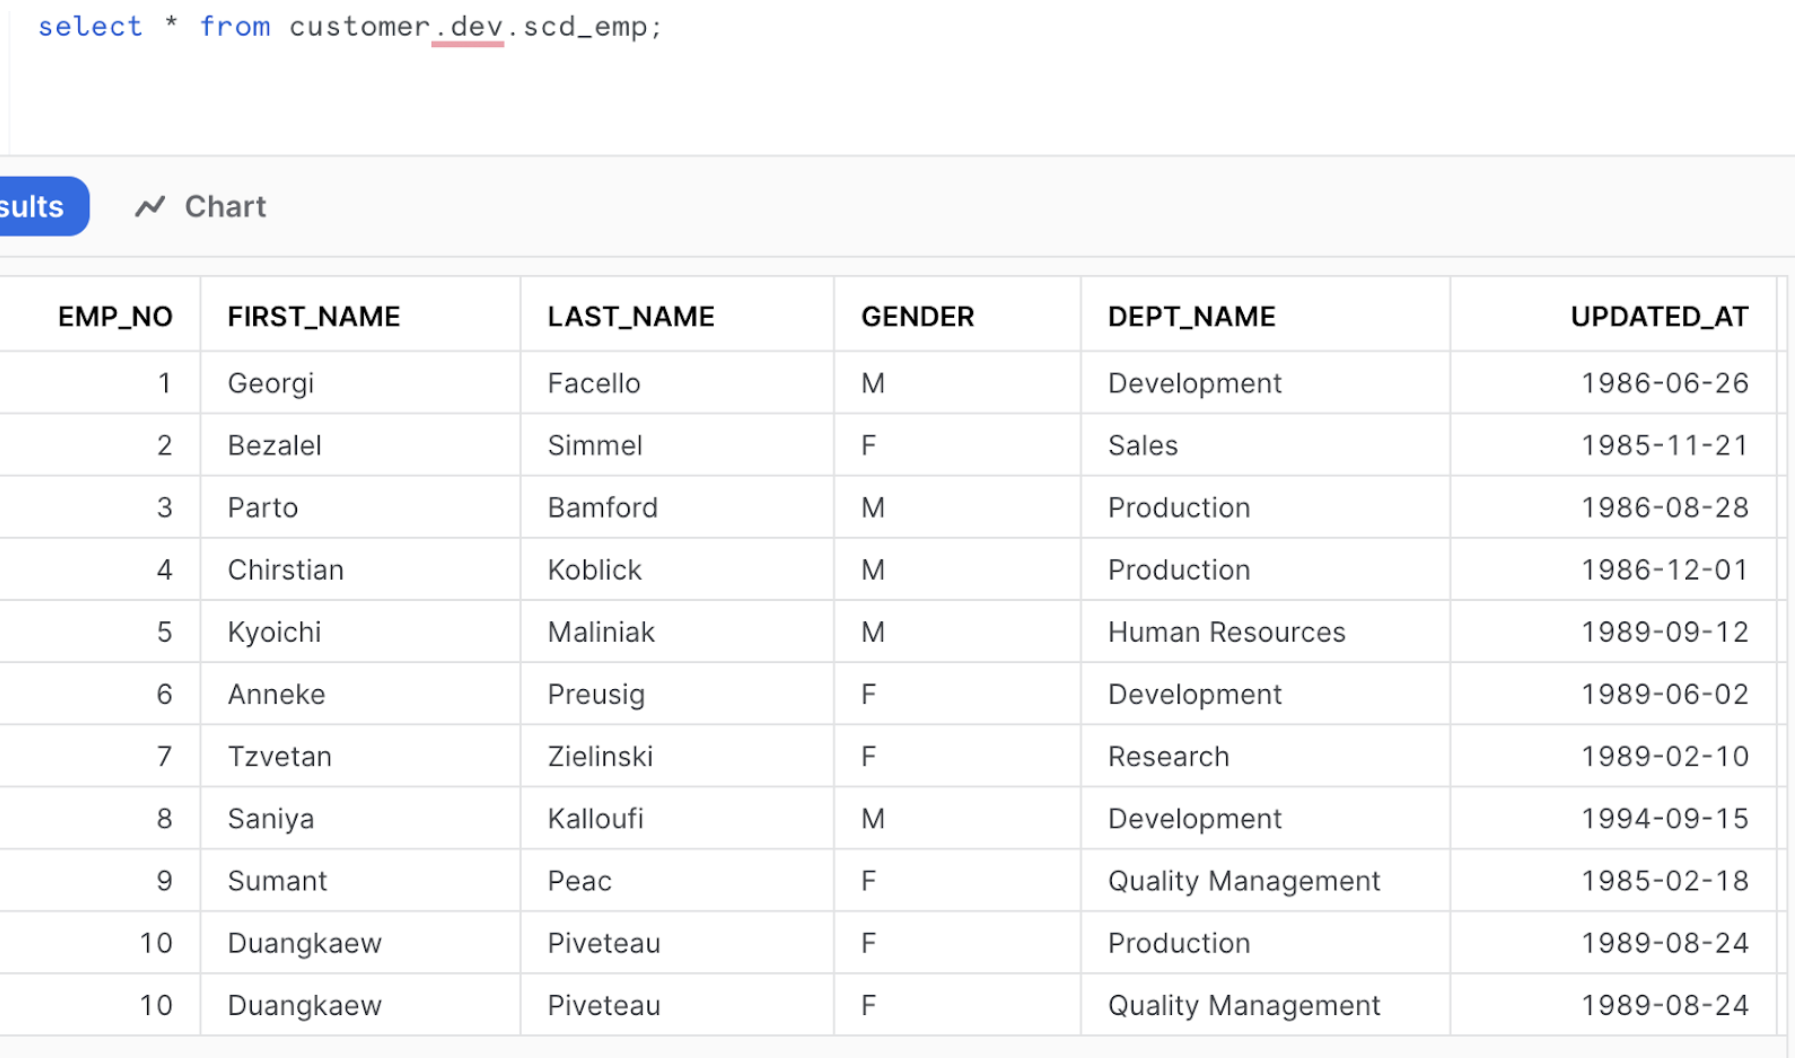 select * from customer.dev.scd_emp;
sults Chart
EMP_NO FIRST_NAME LAST_NAME GENDER DEPT_NAME UPDATED_AT
1 Georgi Facello M Development 1986-06-26
2 Bezalel Simmel F Sales 1985-11-21
3 Parto Bamford M Production 1986-08-28
4 Chirstian Koblick M Production 1986-12-01
5 Kyoichi Maliniak M Human Resources 1989-09-12
6 Anneke Preusig F Development 1989-06-02
7 Tzvetan Zielinski F Research 1989-02-10
8 Saniya Kalloufi M Development 1994-09-15
9 Sumant Peac F Quality Management 1985-02-18
10 Duangkaew Piveteau F Production 1989-08-24
10 Duangkaew Piveteau F Quality Management 1989-08-24